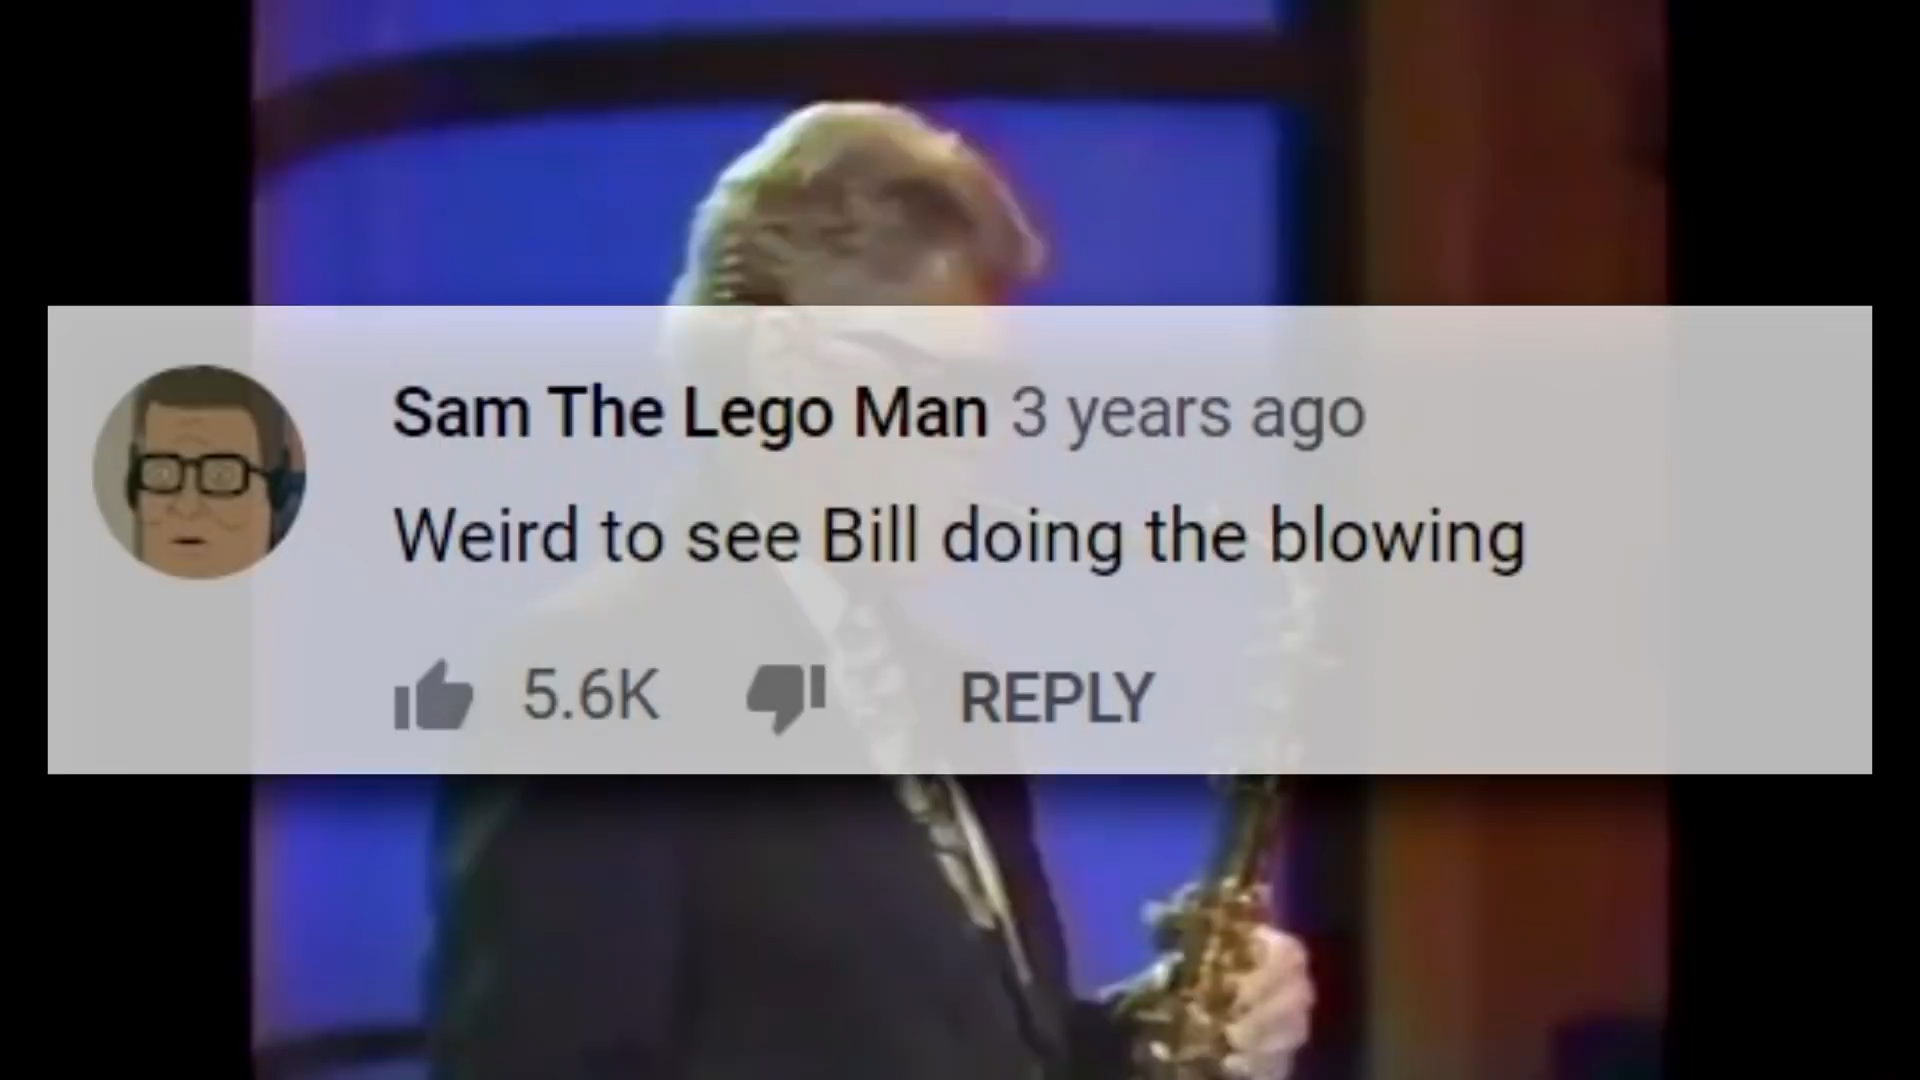 Sam The Lego Man 3 years ago
Weird to see Bill doing the blowing
5.6K REPLY